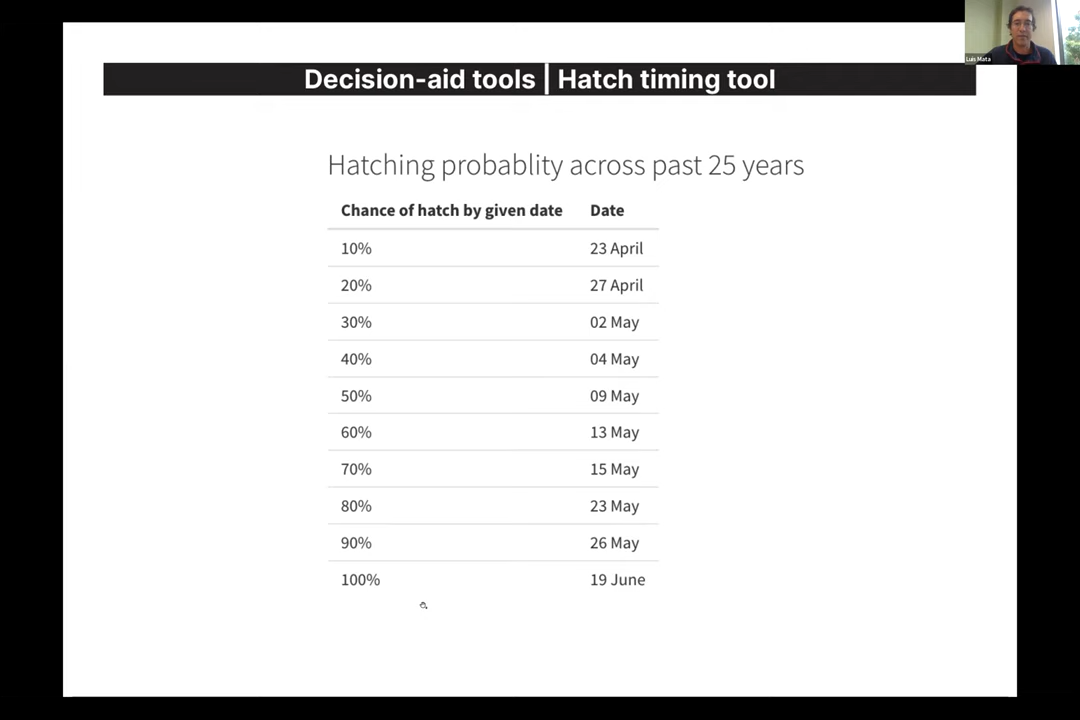 Luis Mata
Decision-aid tools | Hatch timing tool
Hatching probablity across past 25 years
Chance of hatch by given date Date
10% 23 April
20% 27 April
30% 02 May
40% 04 May
50% 09 May
60% 13 May
70% 15 May
80% 23 May
90% 26 May
100% 19 June